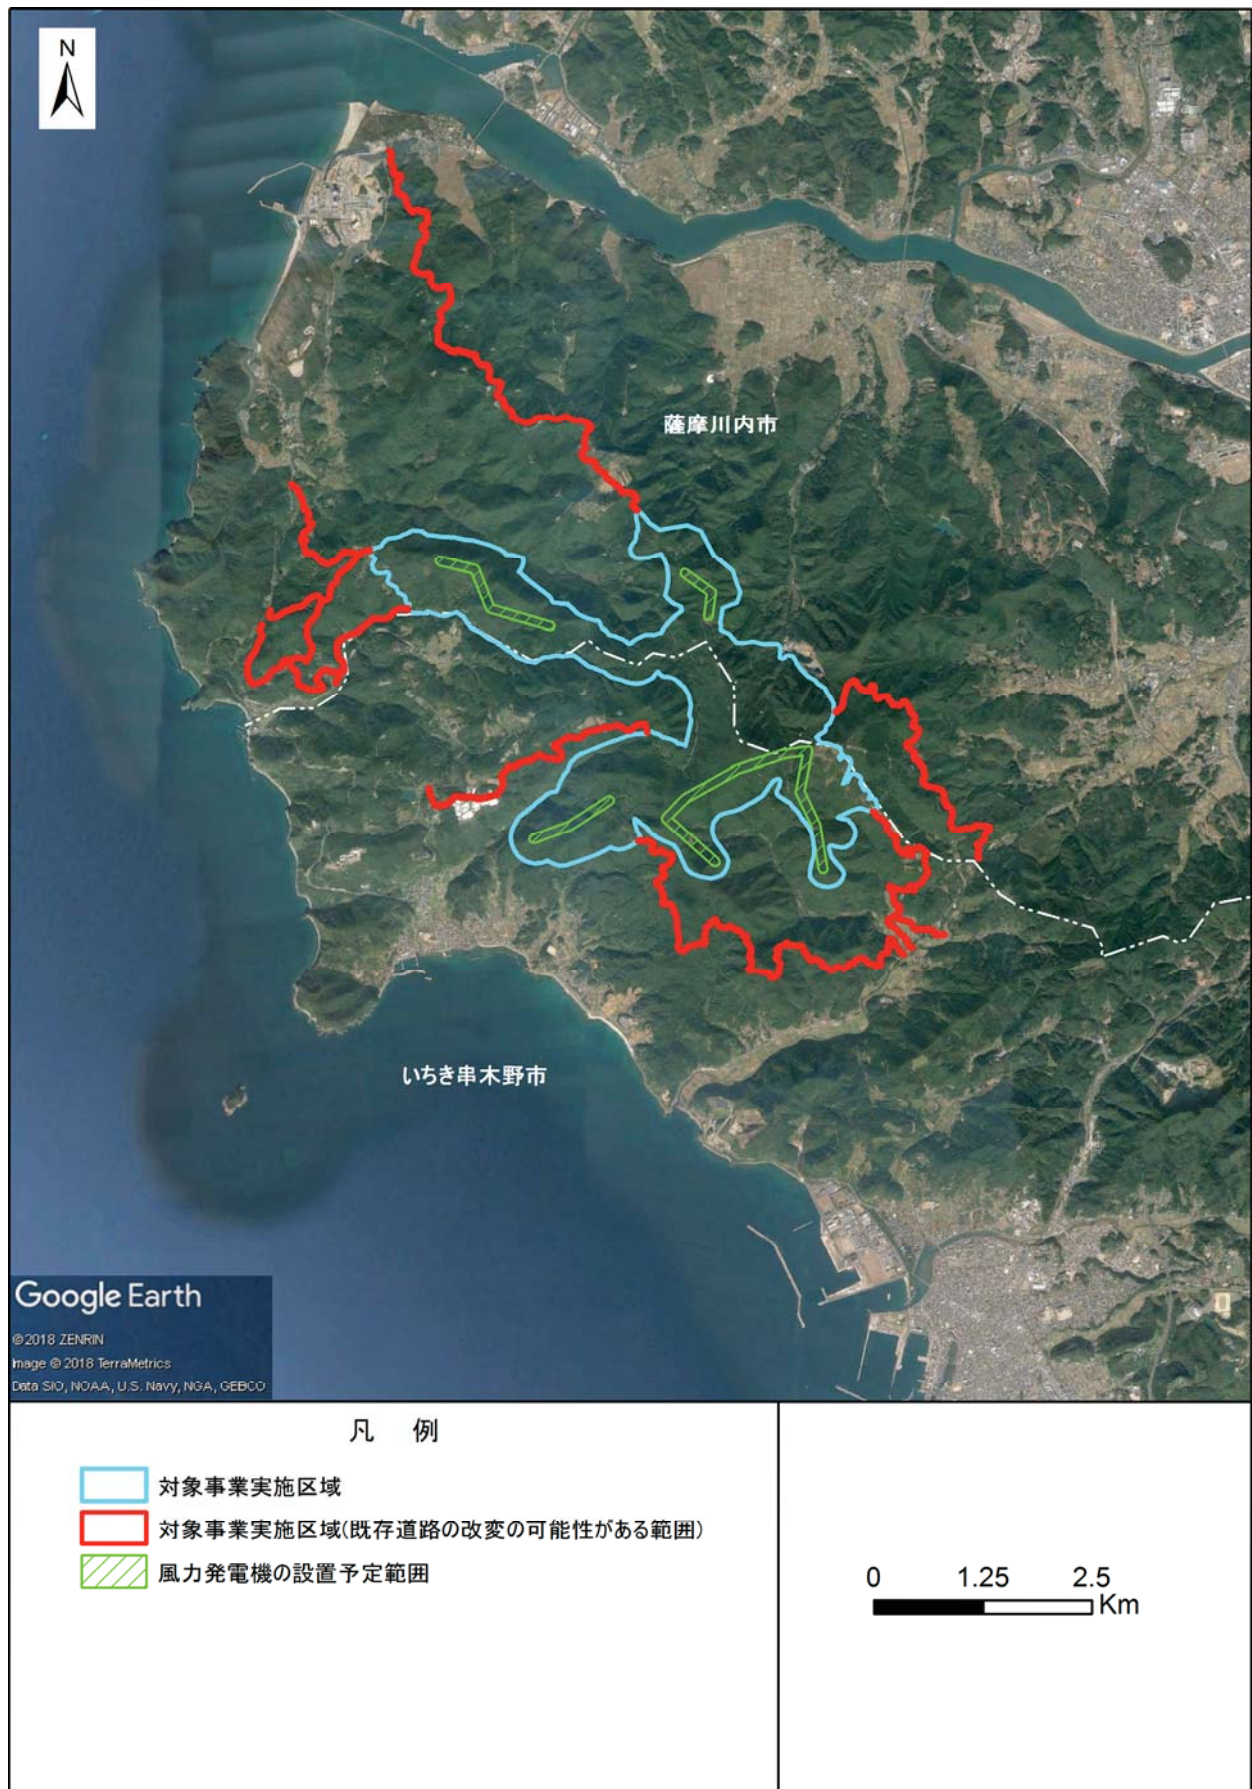 N
薩摩川内市
いちき串木野市
Google Earth
©2018 ZENRIN
Image © 2018 TerraMetrics
Data SIO, NOAA, U.S. Navy, NGA, GEBCO
凡 例
対象事業実施区域
対象事業実施区域(既存道路の改変の可能性がある範囲)
風力発電機の設置予定範囲
0 1.25 2.5
Km